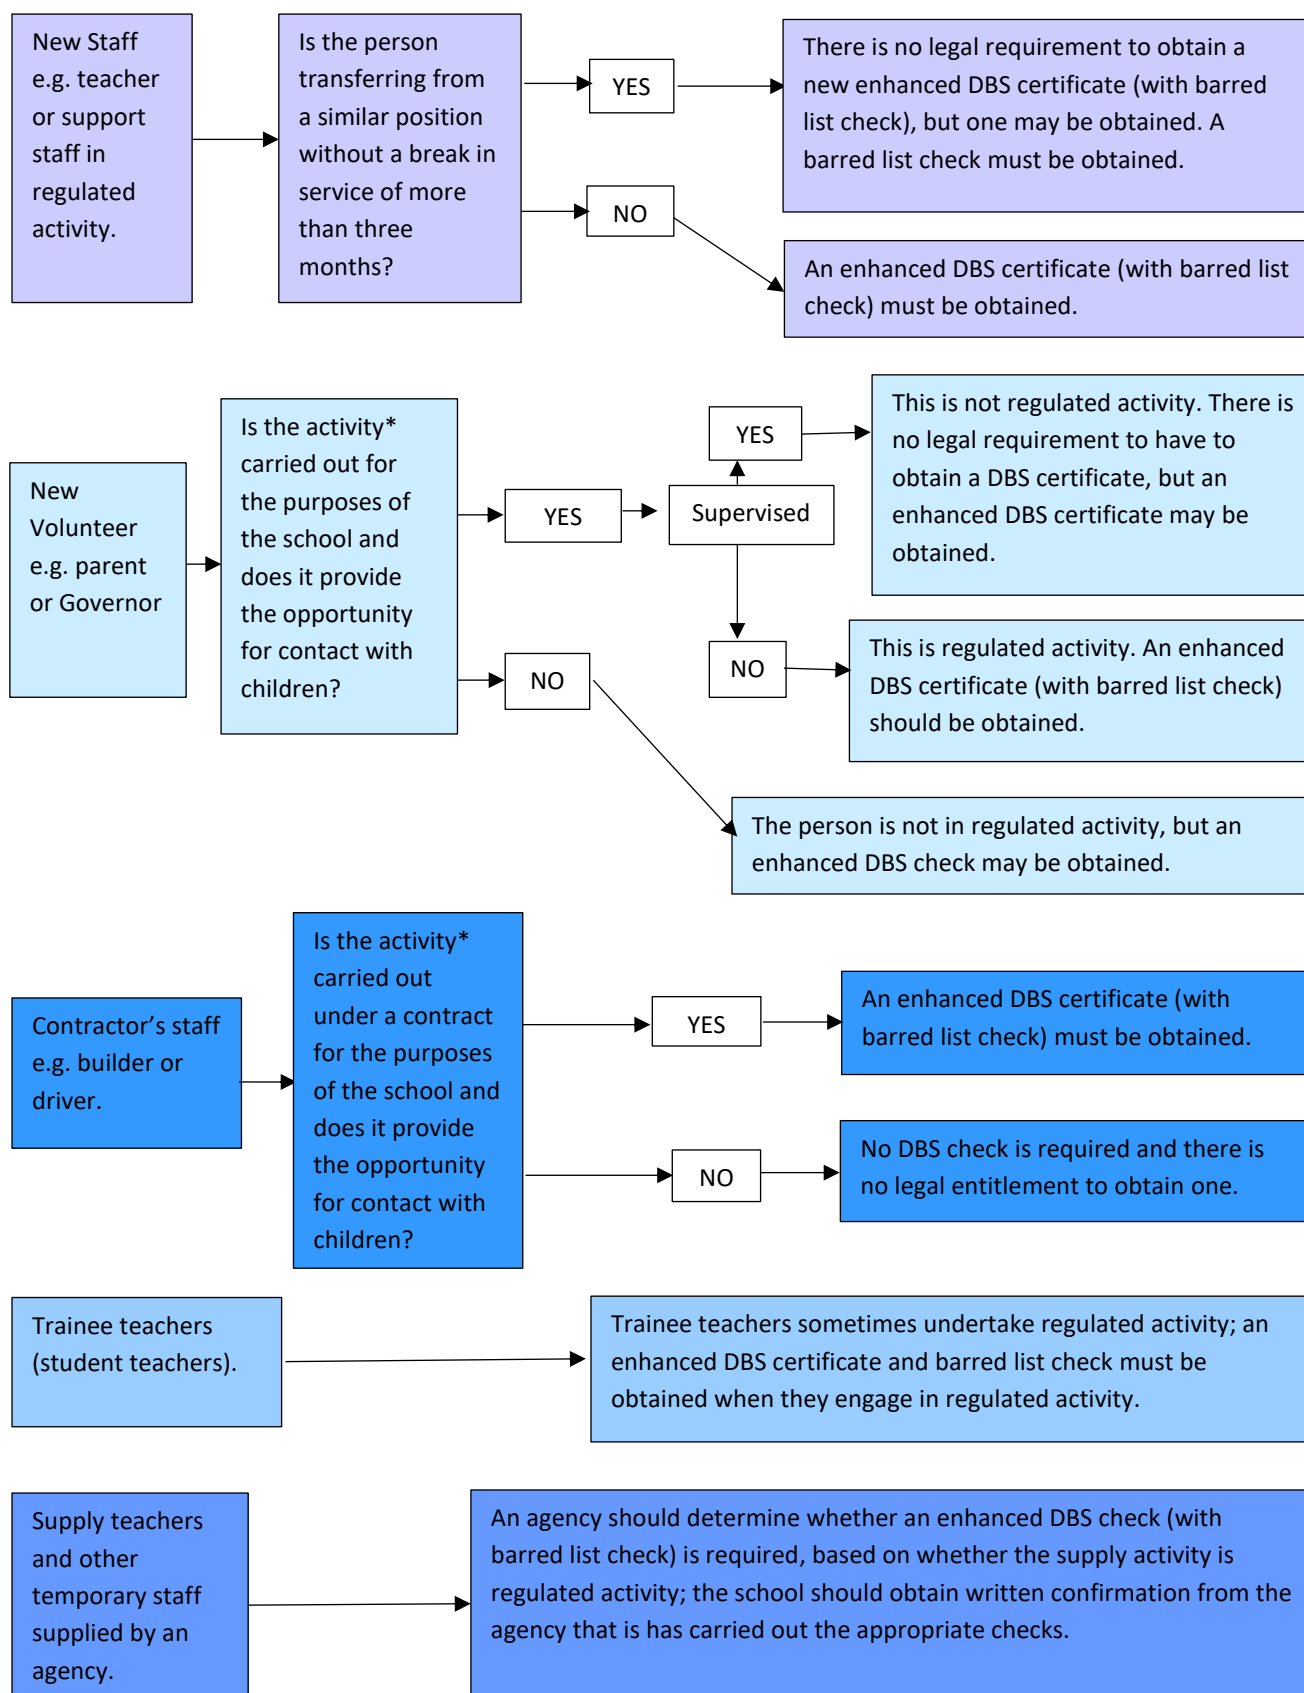 New Staff
e.g. teacher
or support
staff in
regulated
activity.
Is the person
transferring from
a similar position
without a break in
service of more
than three
months?
YES
There is no legal requirement to obtain a
new enhanced DBS certificate (with barred
list check), but one may be obtained. A
barred list check must be obtained.
NO
An enhanced DBS certificate (with barred list
check) must be obtained.
New
Volunteer
e.g. parent
or Governor
Is the activity*
carried out for
the purposes of
the school and
does it provide
the opportunity
for contact with
children?
YES
Supervised
YES
This is not regulated activity. There is
no legal requirement to have to
obtain a DBS certificate, but an
enhanced DBS certificate may be
obtained.
NO
This is regulated activity. An enhanced
DBS certificate (with barred list check)
should be obtained.
NO
The person is not in regulated activity, but an
enhanced DBS check may be obtained.
Contractor’s staff
e.g. builder or
driver.
Is the activity*
carried out
under a contract
for the purposes
of the school and
does it provide
the opportunity
for contact with
children?
YES
An enhanced DBS certificate (with
barred list check) must be obtained.
NO
No DBS check is required and there is
no legal entitlement to obtain one.
Trainee teachers
(student teachers).
Trainee teachers sometimes undertake regulated activity; an
enhanced DBS certificate and barred list check must be
obtained when they engage in regulated activity.
Supply teachers
and other
temporary staff
supplied by an
agency.
An agency should determine whether an enhanced DBS check (with
barred list check) is required, based on whether the supply activity is
regulated activity; the school should obtain written confirmation from the
agency that is has carried out the appropriate checks.